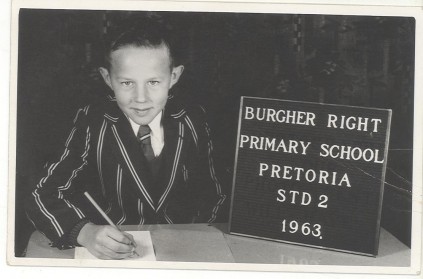 BURGHER RIGHT
PRIMARY SCHOOL
PRETORIA
STD 2
1963.